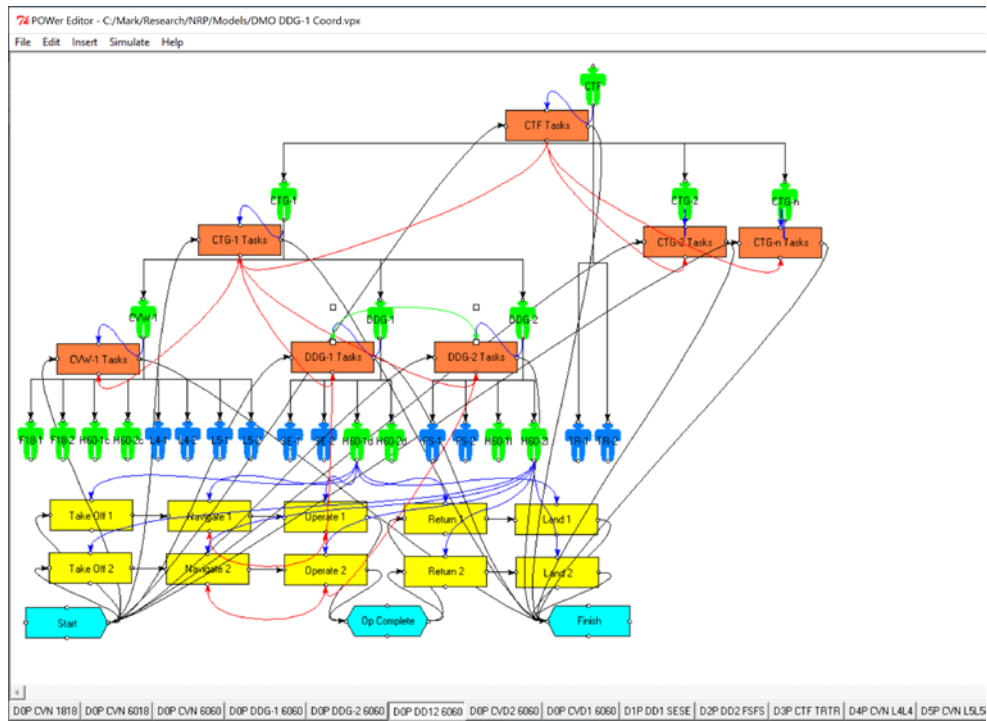 POWer Editor - C:/Mark/Research/NRP/Models/DMO DDG-1 Coord.vpx
File Edit Insert Simulate Help
CTF
CTF Tasks
CTG-1 CTG-2 CTG-n
CTG-1 Tasks CTG-2 Tasks CTG-n Tasks
CVW-1 DDG-1 DDG-2
CVW-1 Tasks DDG-1 Tasks DDG-2 Tasks
F18-1 F18-2 H60-1c H60-2c L4-1 L4-2 L5-1 L5-2 SE-1 SE-2 H60-1d H60-2d FS-1 FS-2 H60-1l H60-2l TR-1 TR-2
Take Off 1 Navigate 1 Operate 1 Return 1 Land 1
Take Off 2 Navigate 2 Operate 2 Return 2 Land 2
Start Op Complete Finish
D0P CVN 1818 D0P CVN 6018 D0P CVN 6060 D0P DDG-1 6060 D0P DDG-2 6060 D0P DD12 6060 D0P CVD2 6060 D0P CVD1 6060 D1P DD1 SESE D2P DD2 FSFS D3P CTF TRTR D4P CVN L4L4 D5P CVN L5L5